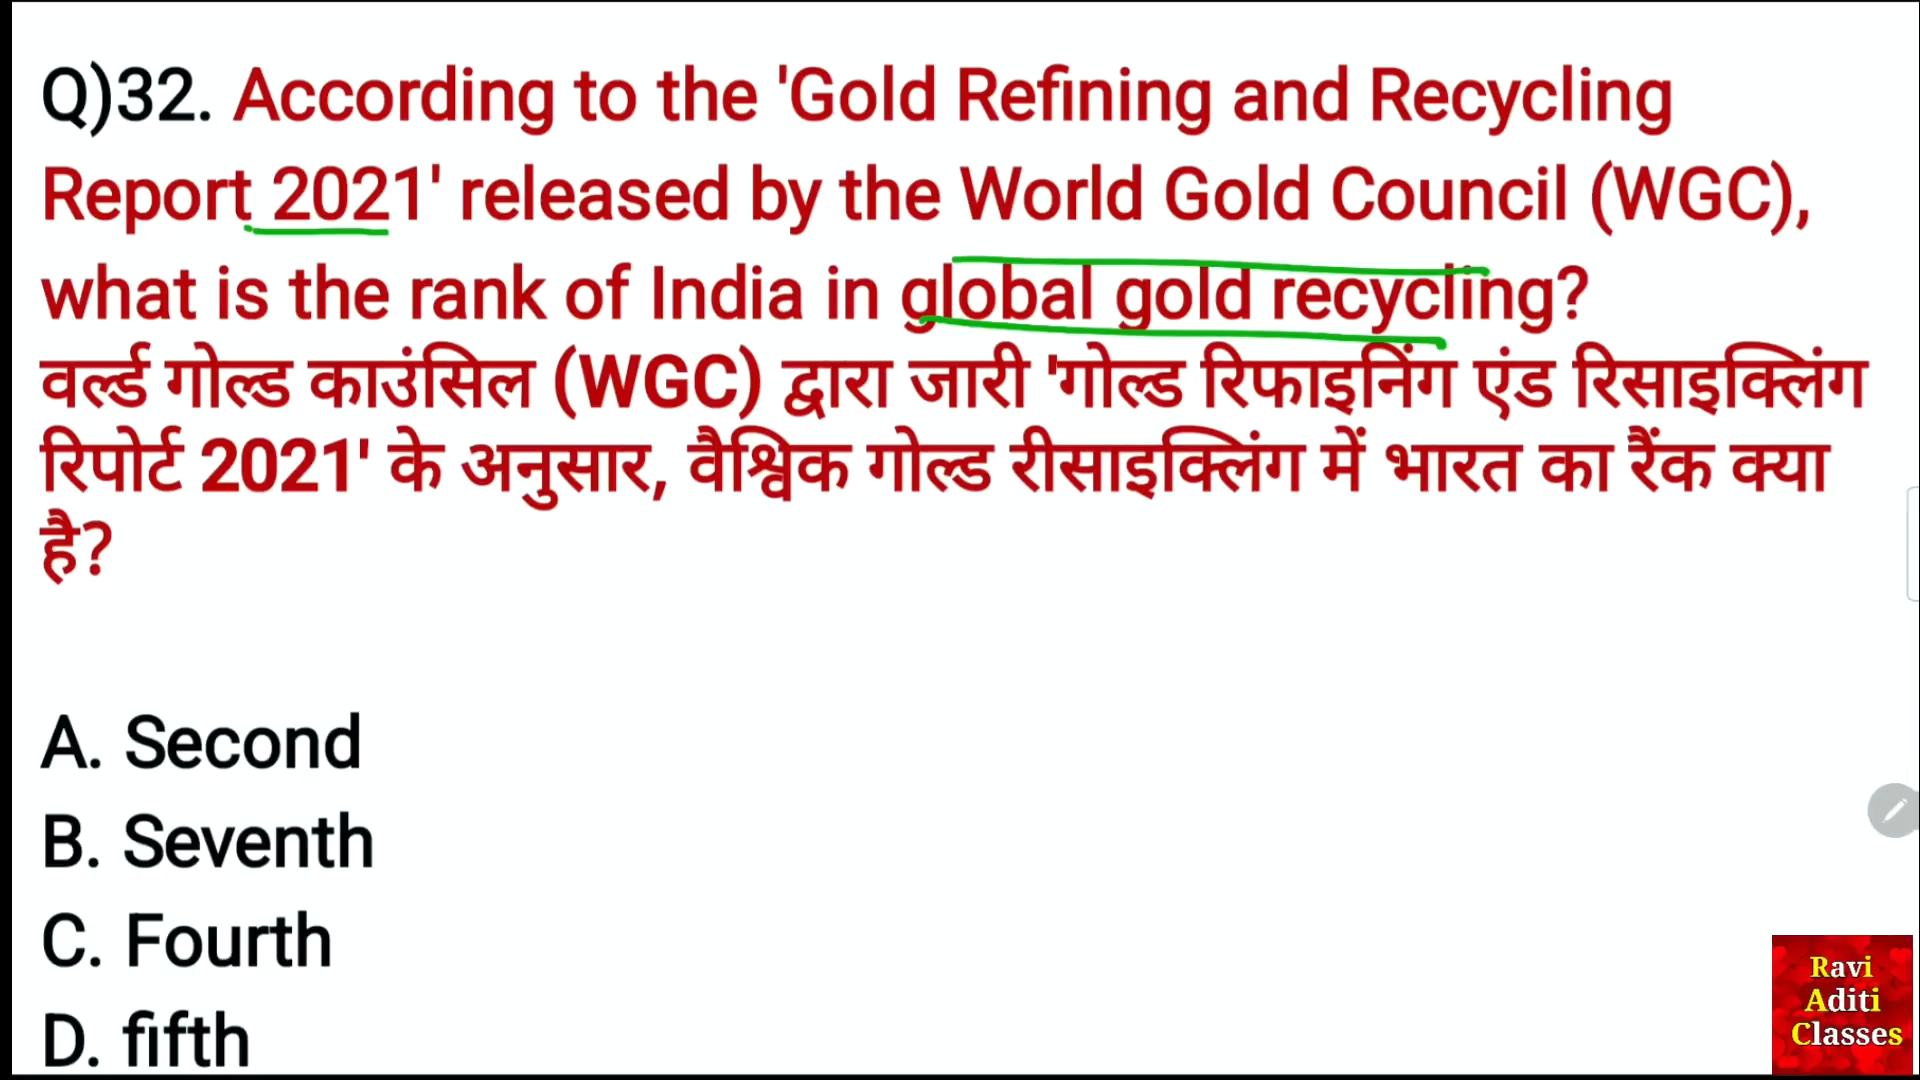 Q)32. According to the 'Gold Refining and Recycling
Report 2021' released by the World Gold Council (WGC),
what is the rank of India in global gold recycling?
वर्ल्ड गोल्ड काउंसिल (WGC) द्वारा जारी 'गोल्ड रिफाइनिंग एंड रिसाइक्लिंग
रिपोर्ट 2021' के अनुसार, वैश्विक गोल्ड रीसाइक्लिंग में भारत का रैंक क्या
है?
A. Second
B. Seventh
C. Fourth
D. fifth
Ravi
Aditi
Classes